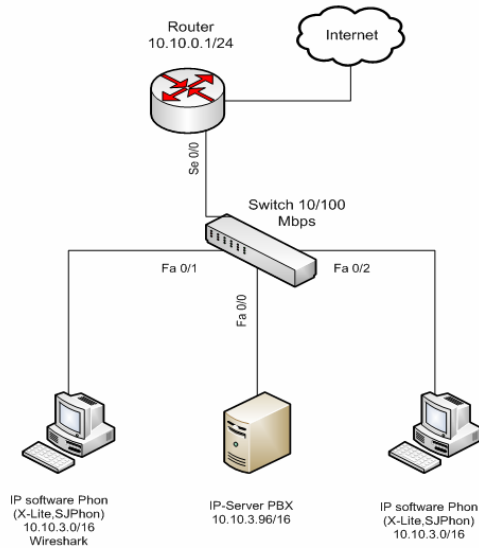 Router
10.10.0.1/24
Internet
Se 0/0
Switch 10/100
Mbps
Fa 0/1
Fa 0/0
Fa 0/2
IP software Phon
(X-Lite,SJPhon)
10.10.3.0/16
Wireshark
IP-Server PBX
10.10.3.96/16
IP software Phon
(X-Lite,SJPhon)
10.10.3.0/16